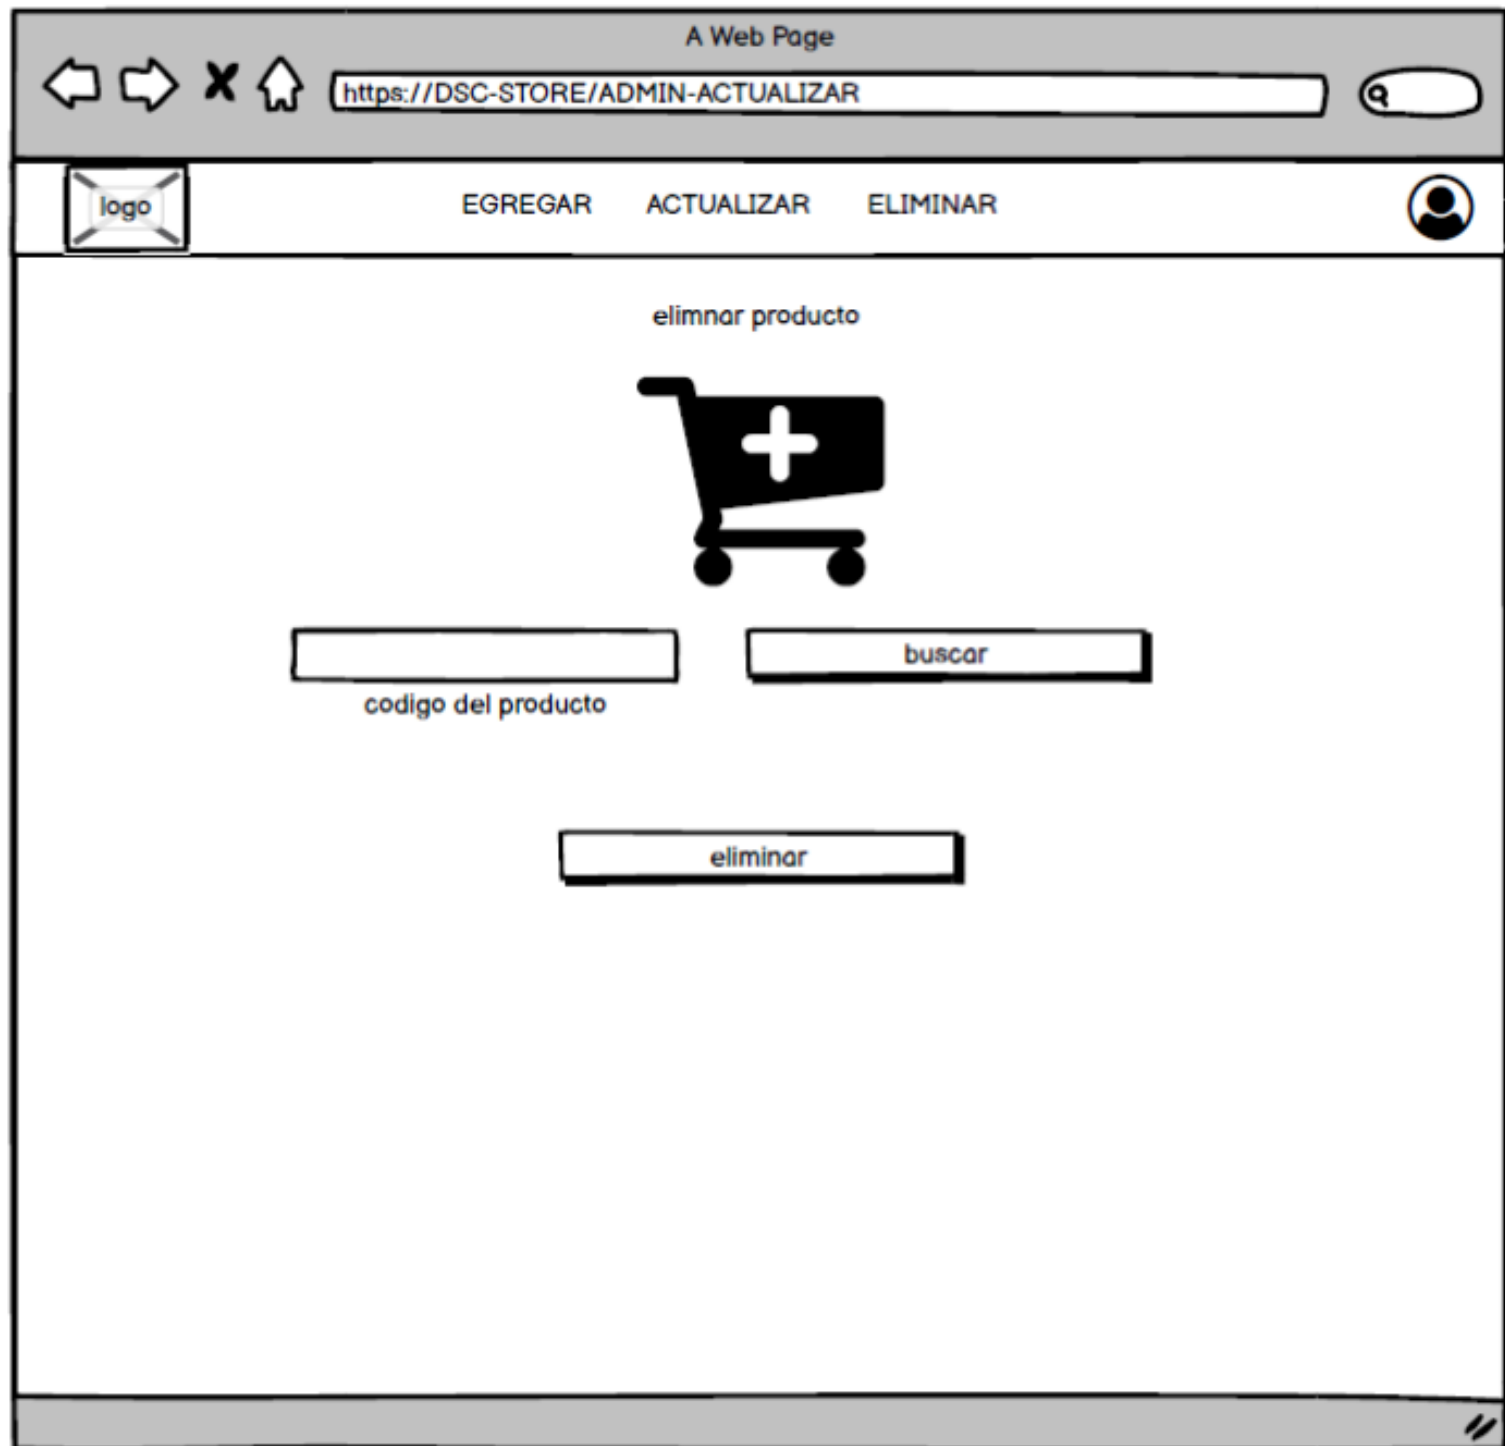 A Web Page
https://DSC-STORE/ADMIN-ACTUALIZAR
logo
EGREGAR ACTUALIZAR ELIMINAR
elimnar producto
buscar
codigo del producto
eliminar